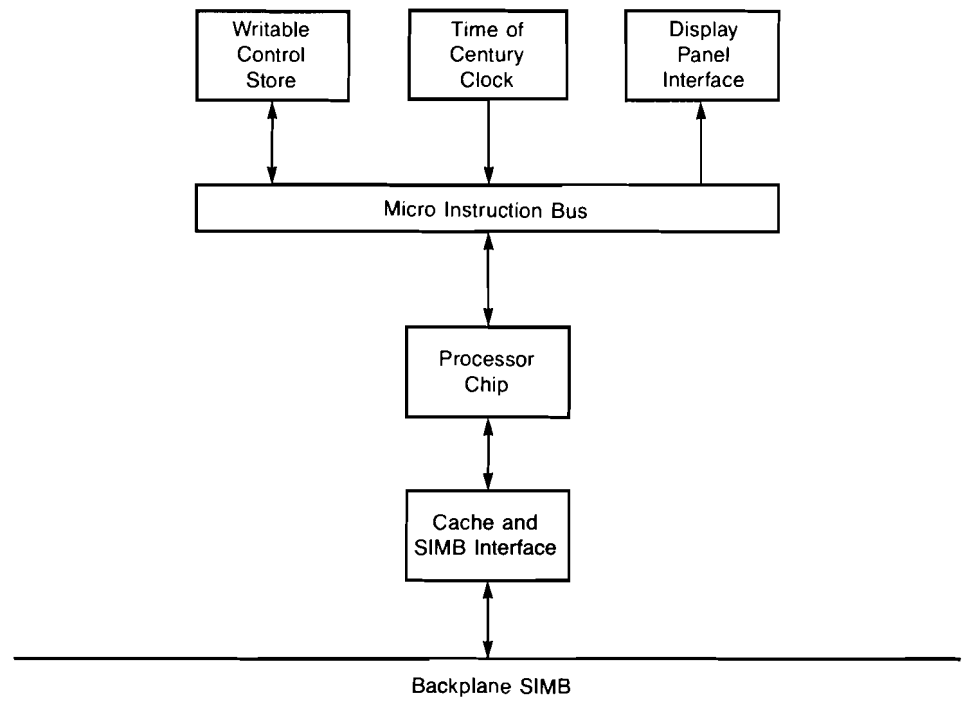 Writable
Control
Store
Time of
Century
Clock
Display
Panel
Interface
Micro Instruction Bus
Processor
Chip
Cache and
SIMB Interface
Backplane SIMB